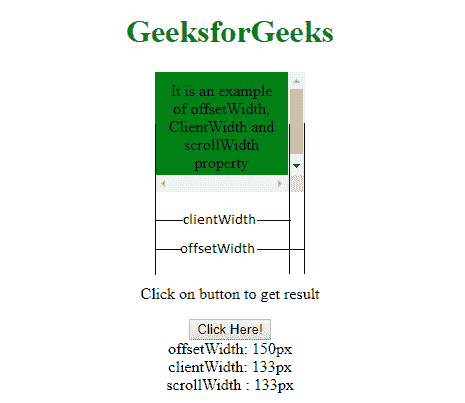 GeeksforGeeks
It is an example
of offsetWidth,
ClientWidth and
scrollWidth
property
clientWidth
offsetWidth
Click on button to get result
Click Here!
offsetWidth: 150px
clientWidth: 133px
scrollWidth : 133px